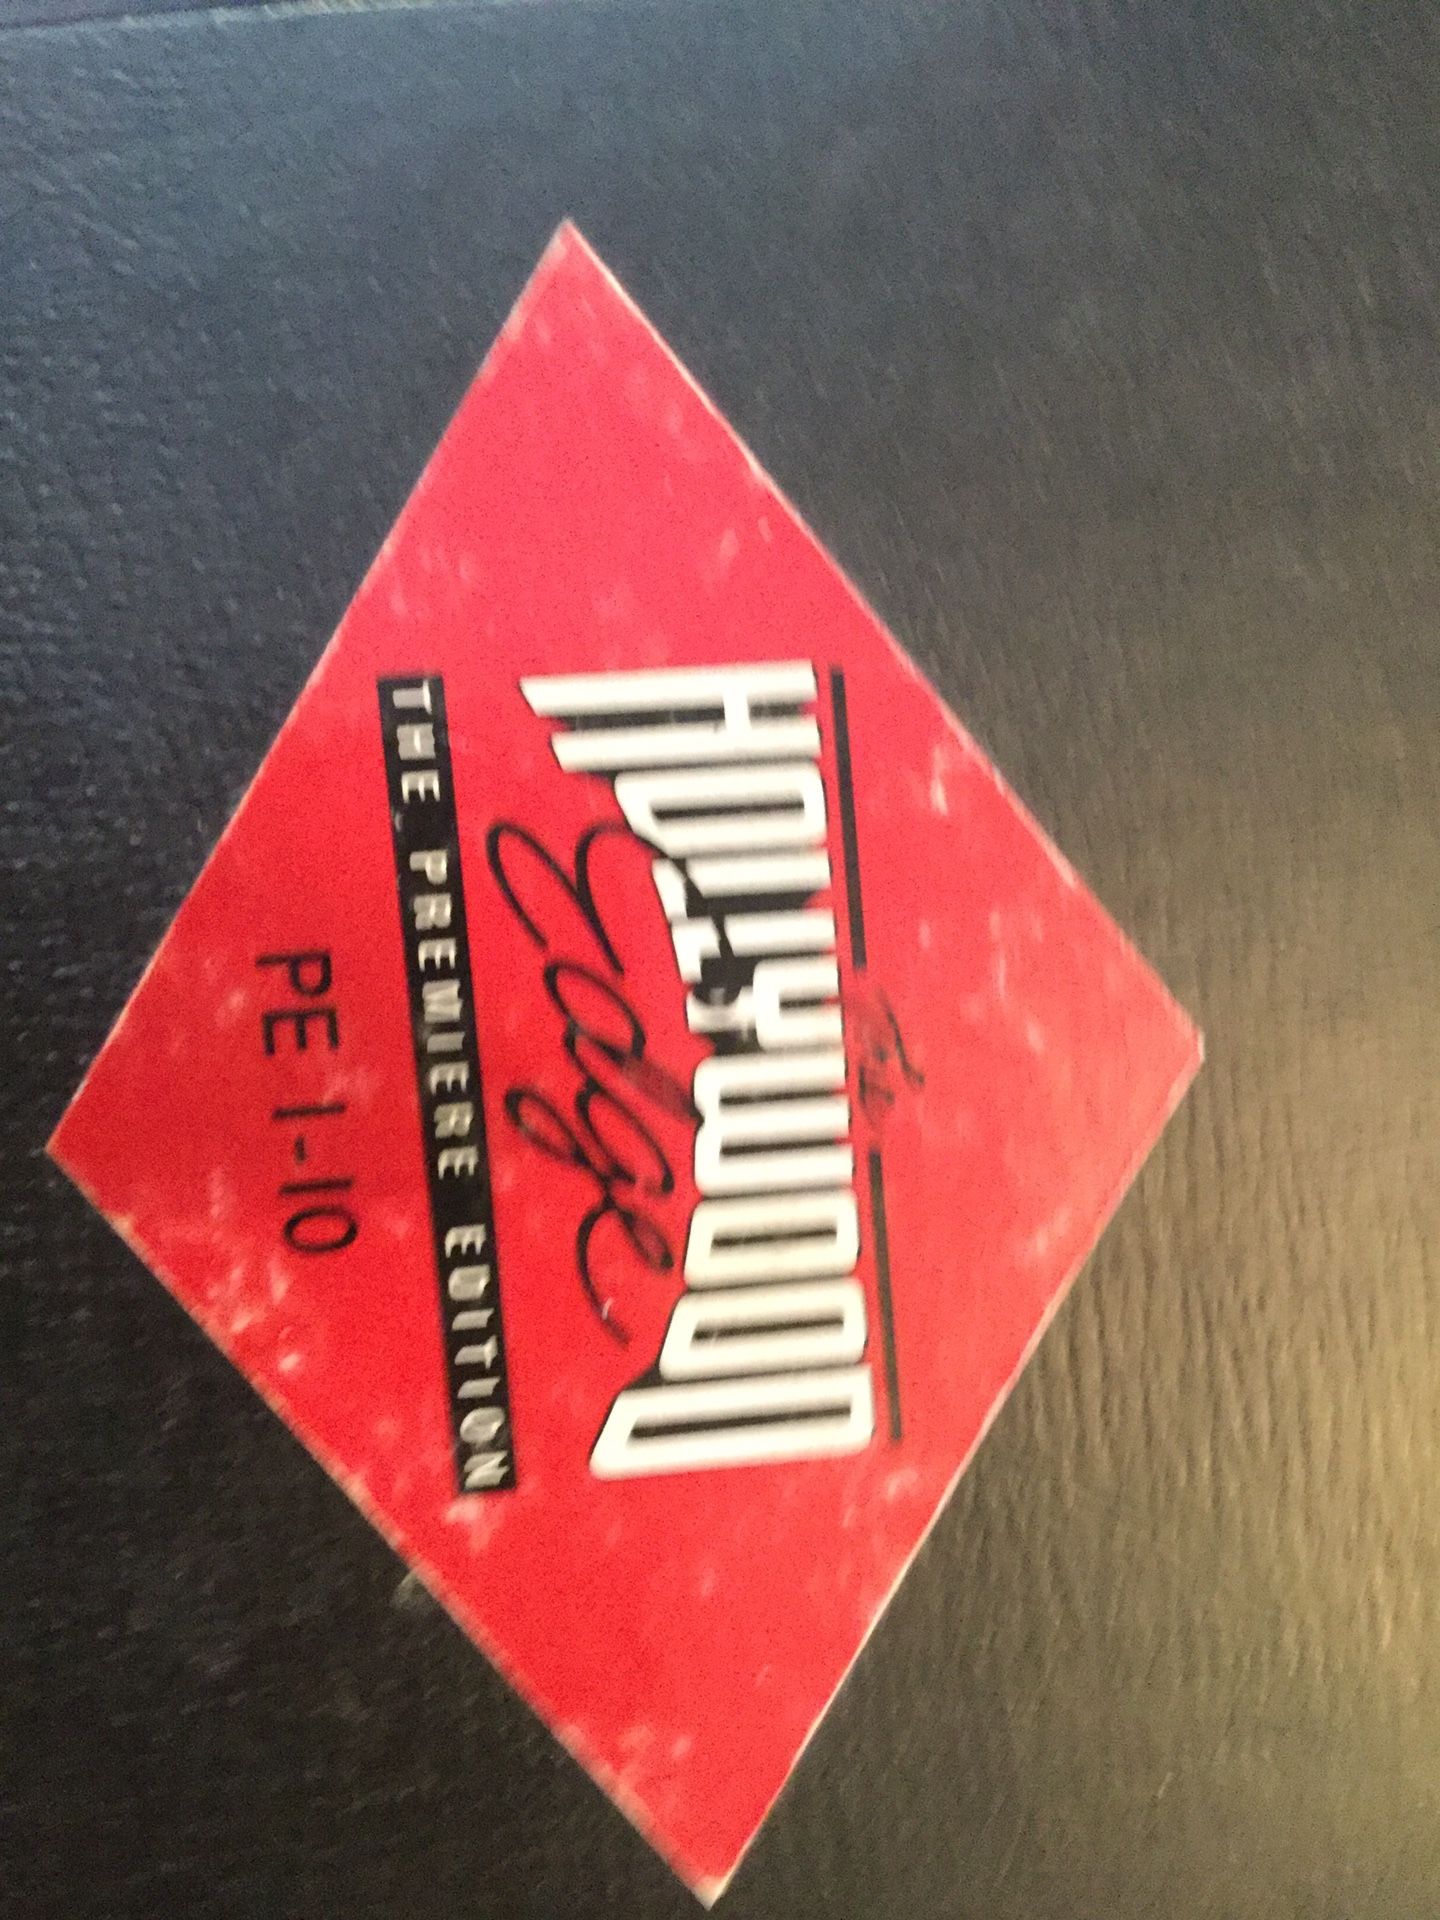 The
HOLLYWOOD
Edge
THE PREMIERE EDITION
PE 1-10